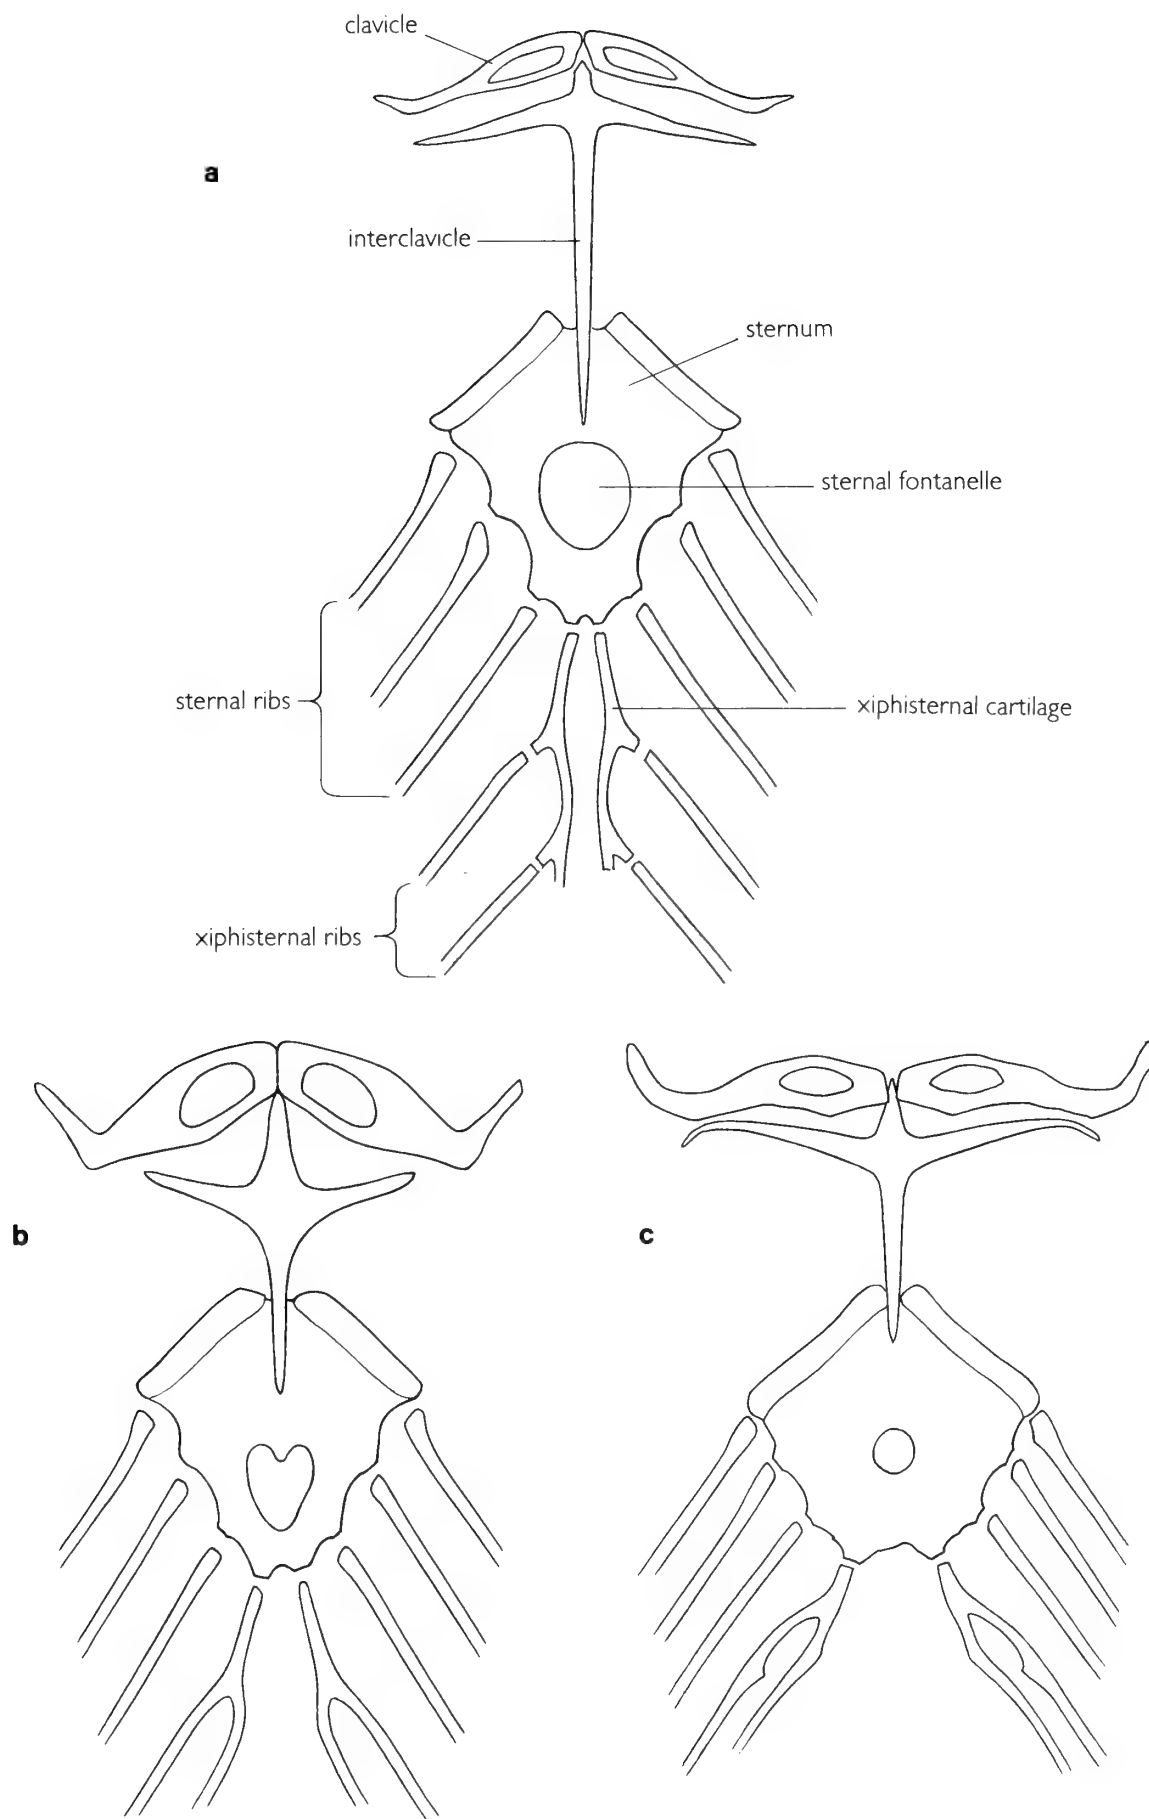 clavicle
a
interclavicle
sternum
sternal fontanelle
sternal ribs
xiphisternal cartilage
xiphisternal ribs
b
c